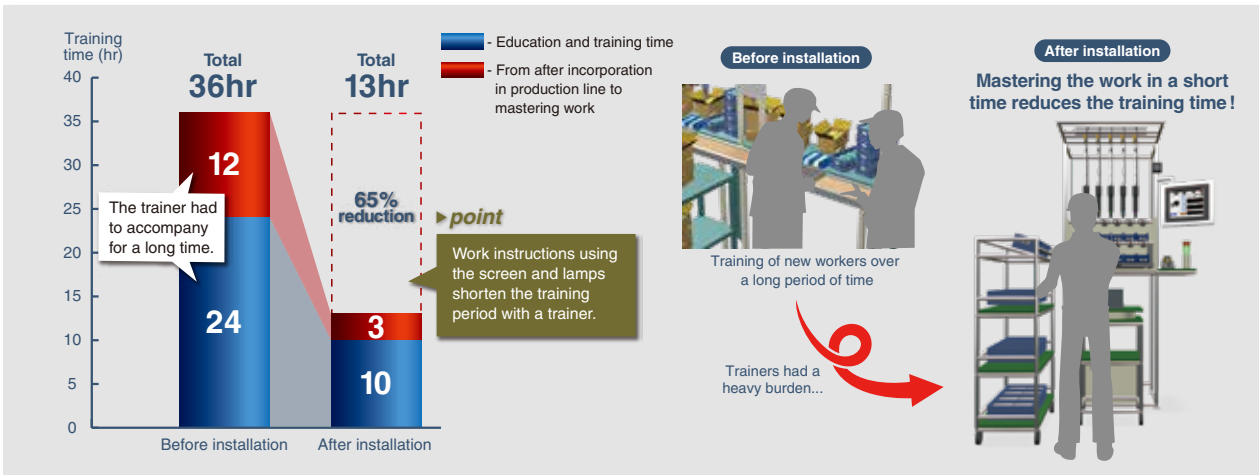 Training
time (hr)
40
35
30
25
20
15
10
5
0
Total
36hr
12
24
Before installation
The trainer had
to accompany
for a long time.
Total
13hr
65%
reduction
3
10
After installation
- Education and training time
- From after incorporation
in production line to
mastering work
point
Work instructions using
the screen and lamps
shorten the training
period with a trainer.
Before installation
Training of new workers over
a long period of time
Trainers had a
heavy burden...
After installation
Mastering the work in a short
time reduces the training time !